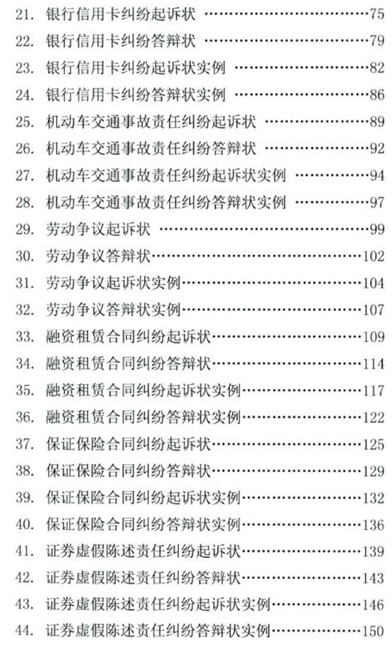 21. 银行信用卡纠纷起诉状 ……………………………75
22. 银行信用卡纠纷答辩状 ……………………………79
23. 银行信用卡纠纷起诉状实例 ………………………82
24. 银行信用卡纠纷答辩状实例 ………………………86
25. 机动车交通事故责任纠纷起诉状 …………………89
26. 机动车交通事故责任纠纷答辩状 …………………92
27. 机动车交通事故责任纠纷起诉状实例 ……………94
28. 机动车交通事故责任纠纷答辩状实例 ……………97
29. 劳动争议起诉状 ……………………………………99
30. 劳动争议答辩状……………………………………102
31. 劳动争议起诉状实例………………………………104
32. 劳动争议答辩状实例………………………………107
33. 融资租赁合同纠纷起诉状…………………………109
34. 融资租赁合同纠纷答辩状…………………………114
35. 融资租赁合同纠纷起诉状实例……………………117
36. 融资租赁合同纠纷答辩状实例……………………122
37. 保证保险合同纠纷起诉状…………………………125
38. 保证保险合同纠纷答辩状…………………………129
39. 保证保险合同纠纷起诉状实例……………………132
40. 保证保险合同纠纷答辩状实例……………………136
41. 证券虚假陈述责任纠纷起诉状……………………139
42. 证券虚假陈述责任纠纷答辩状……………………143
43. 证券虚假陈述责任纠纷起诉状实例………………146
44. 证券虚假陈述责任纠纷答辩状实例………………150